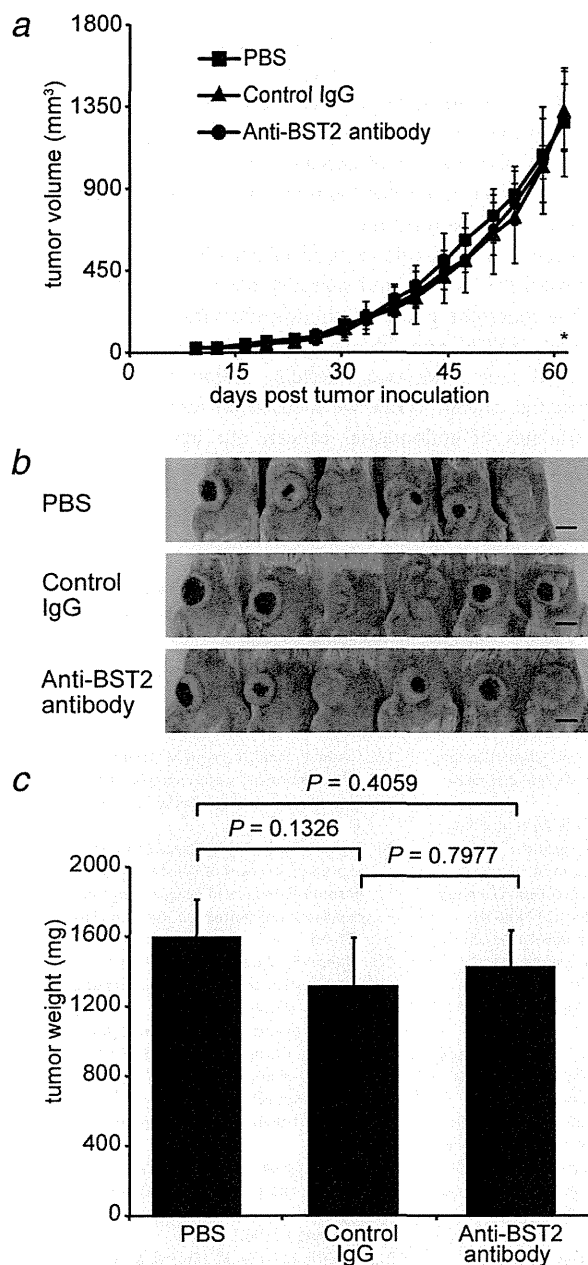 a
1800
1350
900
450
0
tumor volume (mm³)
PBS
Control IgG
Anti-BST2 antibody
*
0 15 30 45 60
days post tumor inoculation
b
PBS
Control
IgG
Anti-BST2
antibody
c
P = 0.4059
P = 0.1326
P = 0.7977
2000
1600
1200
800
400
0
tumor weight (mg)
PBS
Control
IgG
Anti-BST2
antibody